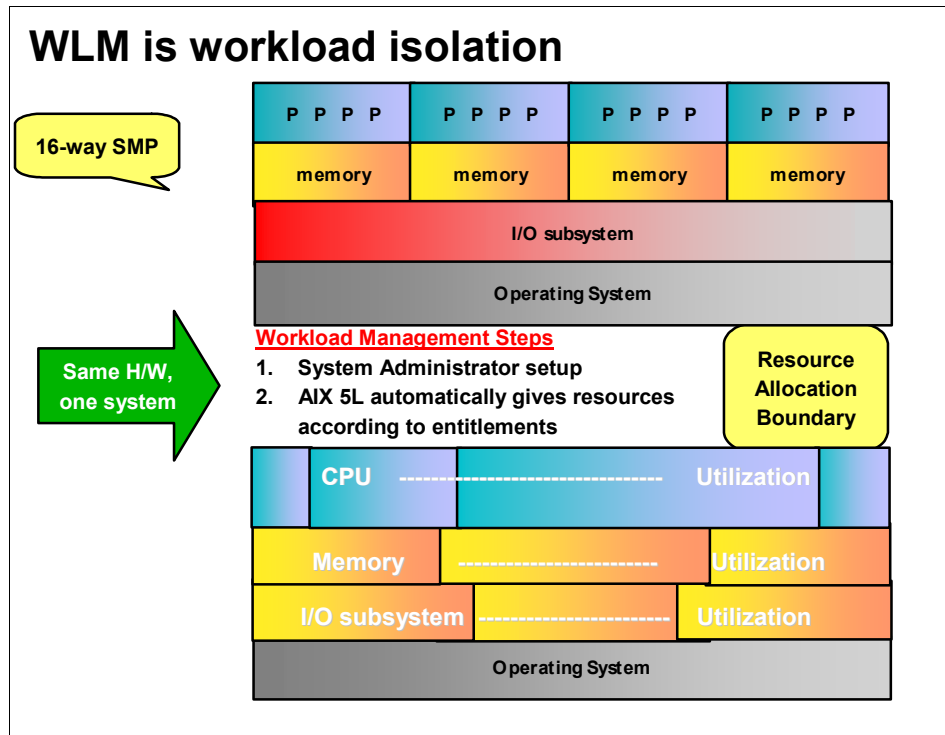 WLM is workload isolation
16-way SMP
P P P P P P P P P P P P P P P P
memory memory memory memory
I/O subsystem
Operating System
Same H/W,
one system
Workload Management Steps
1. System Administrator setup
2. AIX 5L automatically gives resources
according to entitlements
Resource
Allocation
Boundary
CPU ---------------------------------- Utilization
Memory -------------------------- Utilization
I/O subsystem ------------------------- Utilization
Operating System